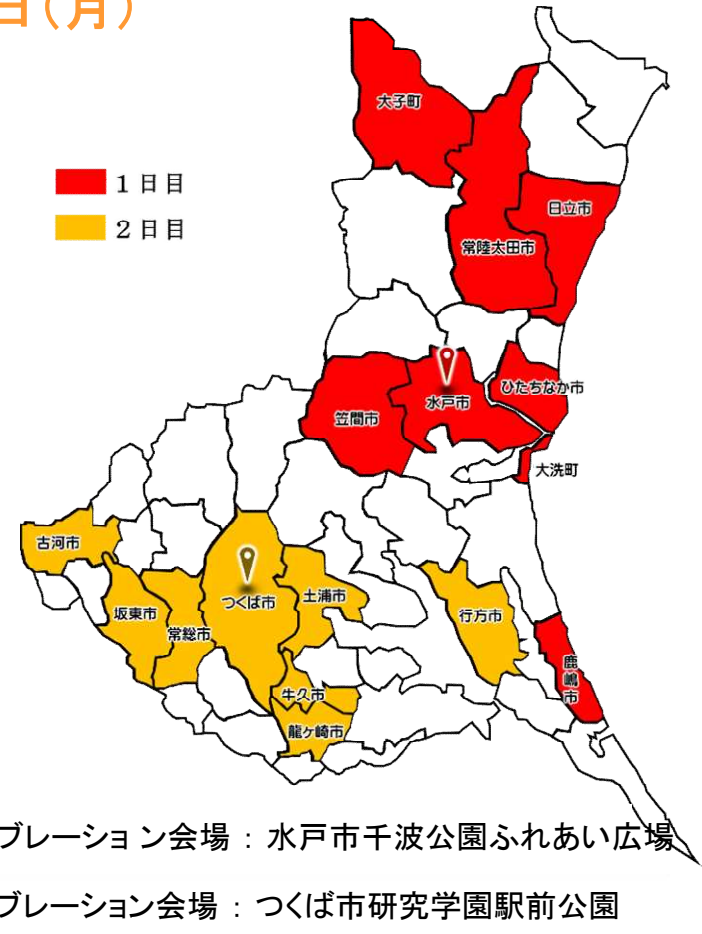 日（月）
1日目
2日目
大子町
日立市
常陸太田市
ひたちなか市
水戸市
笠間市
大洗町
古河市
つくば市
土浦市
坂東市
行方市
常総市
鹿嶋市
牛久市
龍ケ崎市
ブレーション会場：水戸市千波公園ふれあい広場
ブレーション会場：つくば市研究学園駅前公園